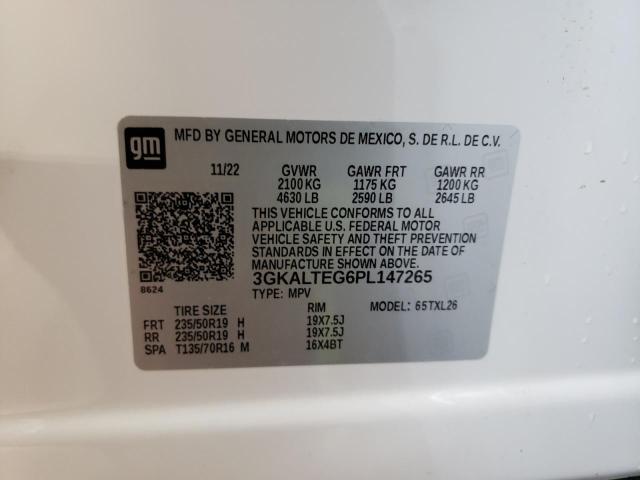 gm
MFD BY GENERAL MOTORS DE MEXICO, S. DE R.L. DE C.V.
11/22 GVWR GAWR FRT GAWR RR
2100 KG 1175 KG 1200 KG
4630 LB 2590 LB 2645 LB
THIS VEHICLE CONFORMS TO ALL
APPLICABLE U.S. FEDERAL MOTOR
VEHICLE SAFETY AND THEFT PREVENTION
STANDARDS IN EFFECT ON THE DATE OF
MANUFACTURE SHOWN ABOVE.
3GKALTEG6PL147265
8624
TYPE: MPV
TIRE SIZE RIM MODEL: 65TXL26
FRT 235/50R19 H 19X7.5J
RR 235/50R19 H 19X7.5J
SPA T135/70R16 M 16X4BT